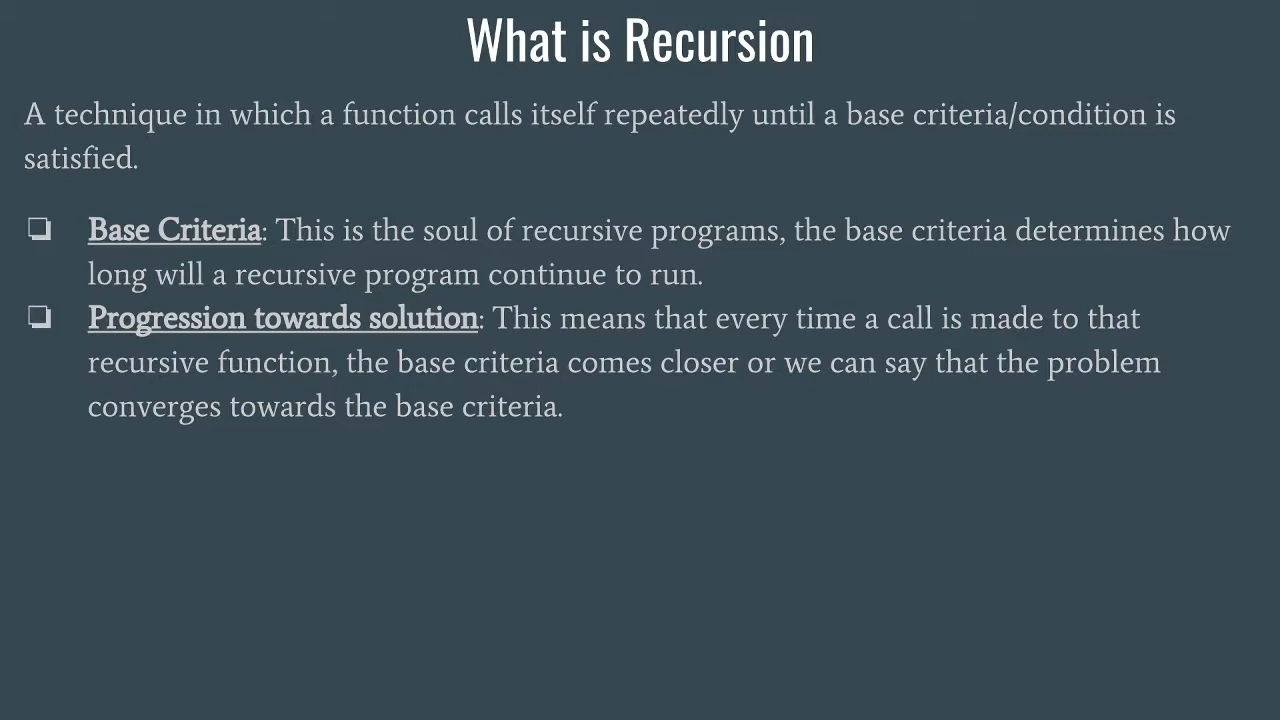 What is Recursion
A technique in which a function calls itself repeatedly until a base criteria/condition is
satisfied.
❏ Base Criteria: This is the soul of recursive programs, the base criteria determines how
long will a recursive program continue to run.
❏ Progression towards solution: This means that every time a call is made to that
recursive function, the base criteria comes closer or we can say that the problem
converges towards the base criteria.